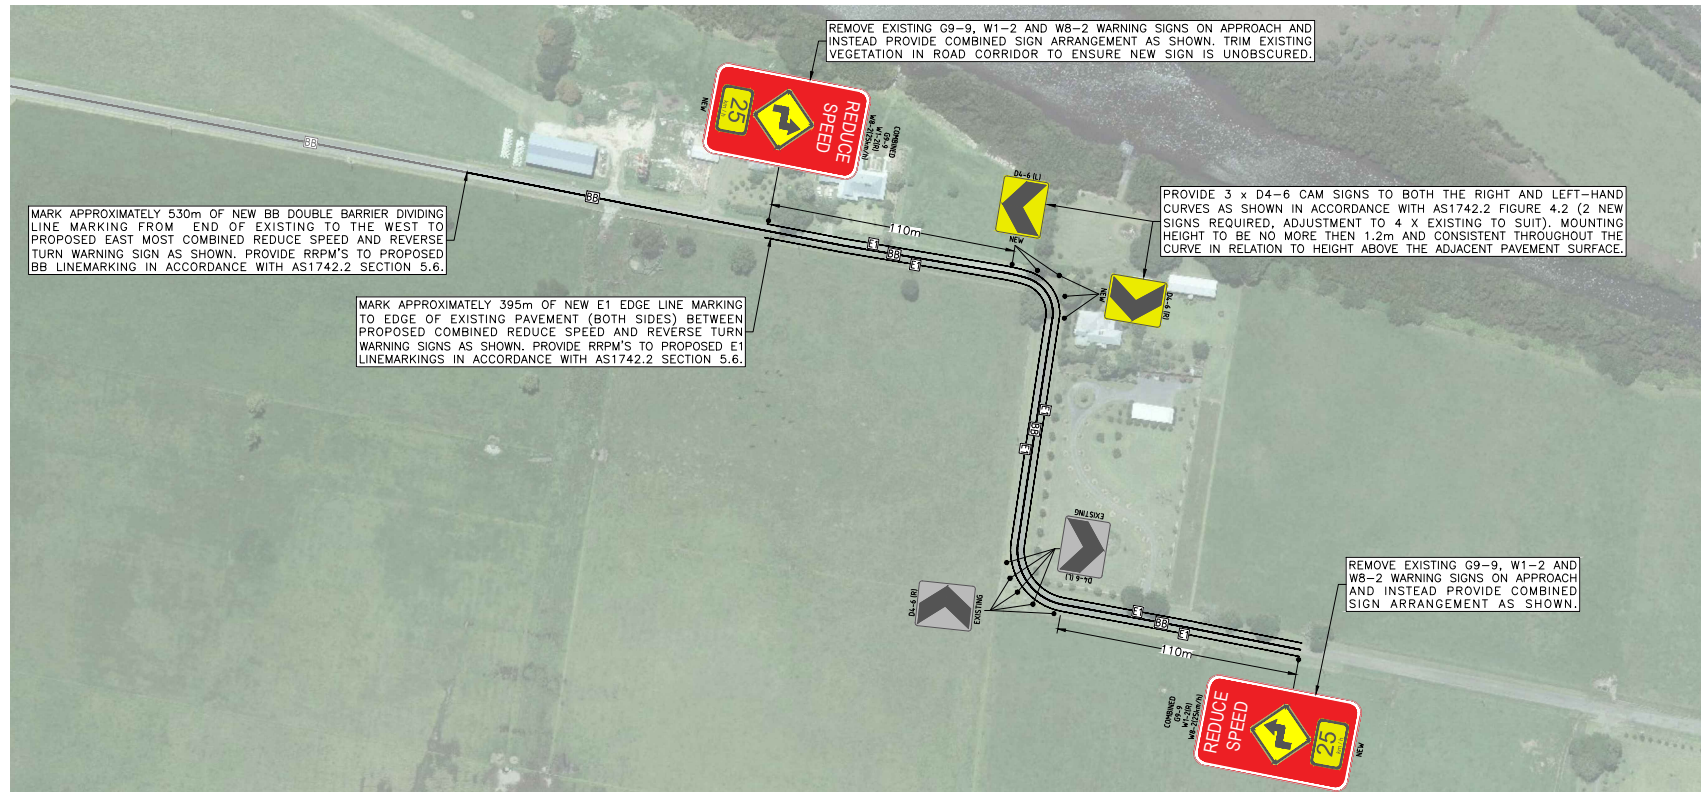 REMOVE EXISTING G9-9, W1-2 AND W8-2 WARNING SIGNS ON APPROACH AND
INSTEAD PROVIDE COMBINED SIGN ARRANGEMENT AS SHOWN. TRIM EXISTING
VEGETATION IN ROAD CORRIDOR TO ENSURE NEW SIGN IS UNOBSCURED.
REDUCE
SPEED
25
km/h
NEW
COMBINED
G9-9
W1-2(R)
W8-2(25km/h)
BB
BB
MARK APPROXIMATELY 530m OF NEW BB DOUBLE BARRIER DIVIDING
LINE MARKING FROM END OF EXISTING TO THE WEST TO
PROPOSED EAST MOST COMBINED REDUCE SPEED AND REVERSE
TURN WARNING SIGN AS SHOWN. PROVIDE RRPM'S TO PROPOSED
BB LINEMARKING IN ACCORDANCE WITH AS1742.2 SECTION 5.6.
D4-6 (L)
NEW
110m
E1
BB
E1
PROVIDE 3 x D4-6 CAM SIGNS TO BOTH THE RIGHT AND LEFT-HAND
CURVES AS SHOWN IN ACCORDANCE WITH AS1742.2 FIGURE 4.2 (2 NEW
SIGNS REQUIRED, ADJUSTMENT TO 4 X EXISTING TO SUIT). MOUNTING
HEIGHT TO BE NO MORE THEN 1.2m AND CONSISTENT THROUGHOUT THE
CURVE IN RELATION TO HEIGHT ABOVE THE ADJACENT PAVEMENT SURFACE.
NEW
D4-6 (R)
MARK APPROXIMATELY 395m OF NEW E1 EDGE LINE MARKING
TO EDGE OF EXISTING PAVEMENT (BOTH SIDES) BETWEEN
PROPOSED COMBINED REDUCE SPEED AND REVERSE TURN
WARNING SIGNS AS SHOWN. PROVIDE RRPM'S TO PROPOSED E1
LINEMARKINGS IN ACCORDANCE WITH AS1742.2 SECTION 5.6.
E1
BB
E1
EXISTING
D4-6 (L)
D4-6 (R)
EXISTING
E1
BB
E1
110m
REMOVE EXISTING G9-9, W1-2 AND
W8-2 WARNING SIGNS ON APPROACH
AND INSTEAD PROVIDE COMBINED
SIGN ARRANGEMENT AS SHOWN.
COMBINED
G9-9
W1-2(R)
W8-2(25km/h)
REDUCE
SPEED
25
km/h
NEW